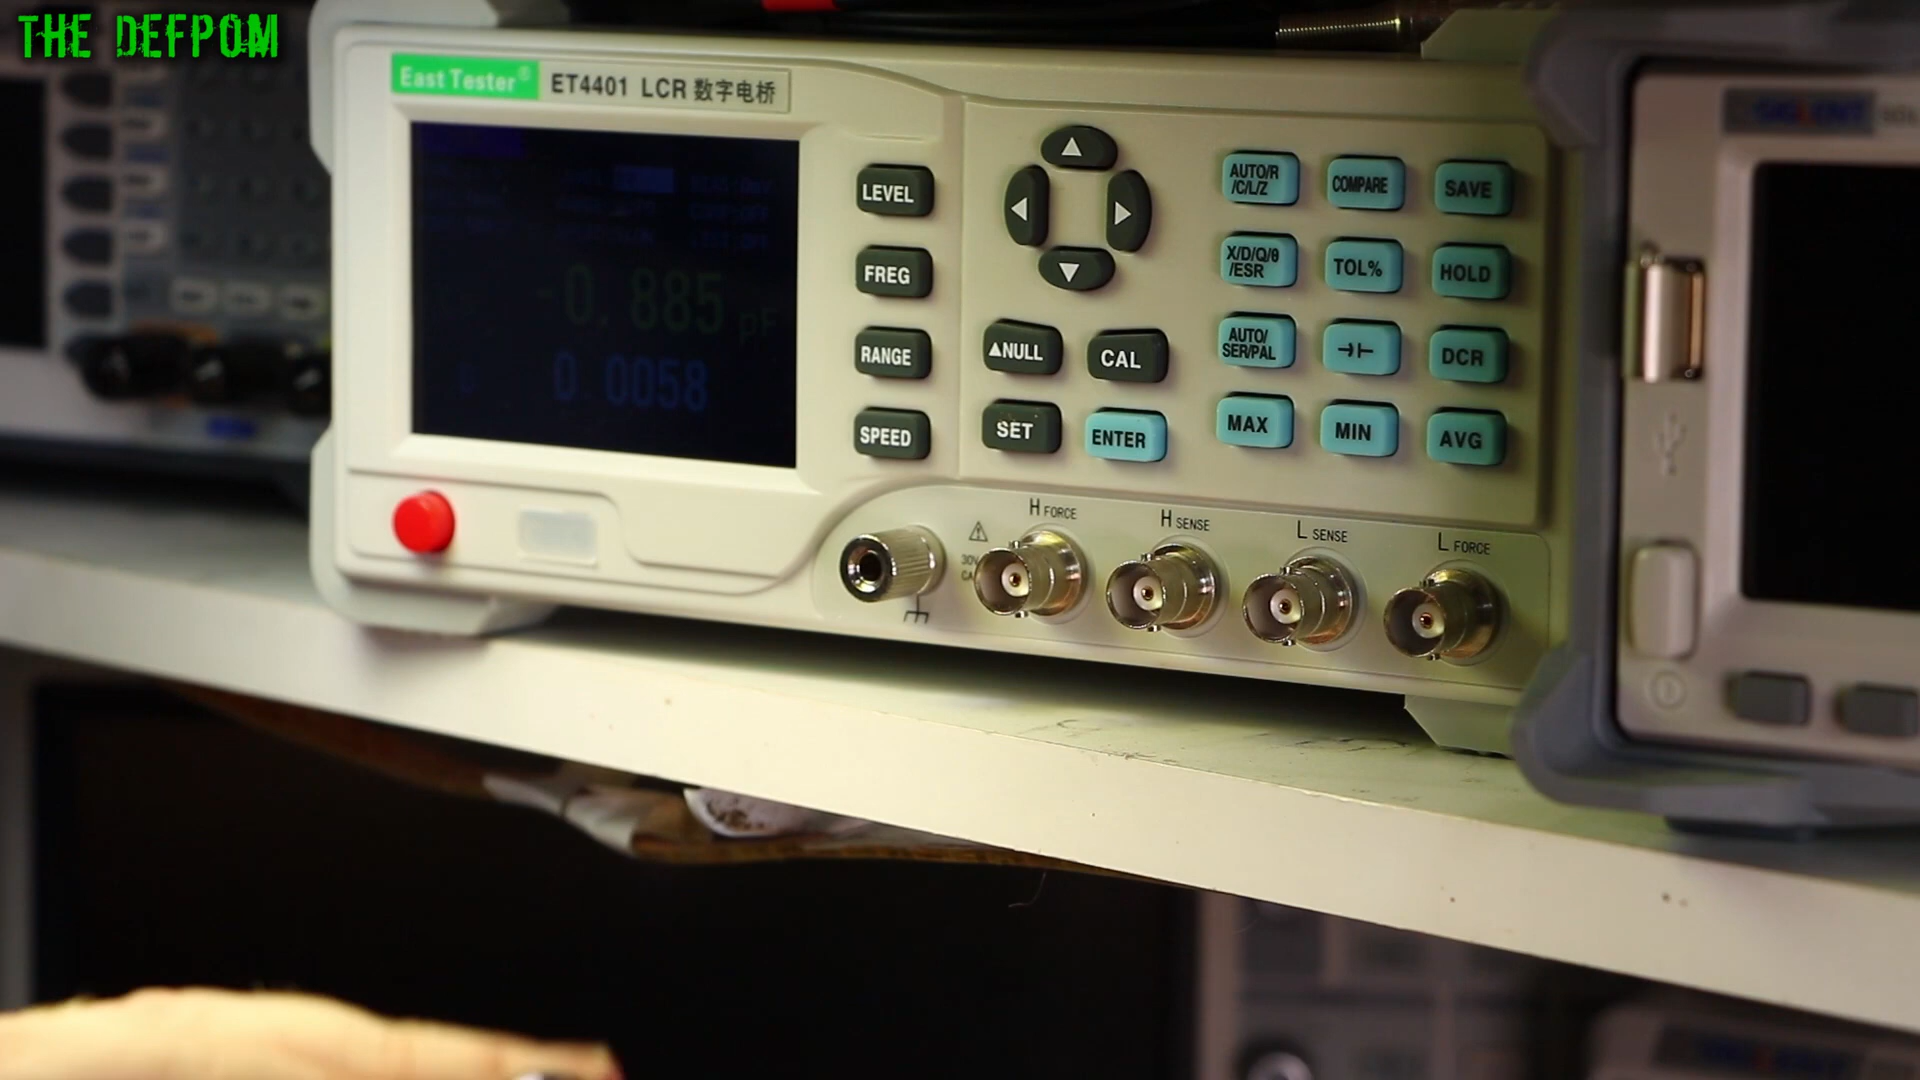 THE DEFPOM
East Tester®
ET4401 LCR 数字电桥
-0.885 pF
D 0.0058
LEVEL
FREG
RANGE
SPEED
▲NULL
CAL
SET
ENTER
AUTO/R
/C/L/Z
COMPARE
SAVE
X/D/Q/θ
/ESR
TOL%
HOLD
AUTO/
SER/PAL
DCR
MAX
MIN
AVG
H FORCE
H SENSE
L SENSE
L FORCE
SIGLENT